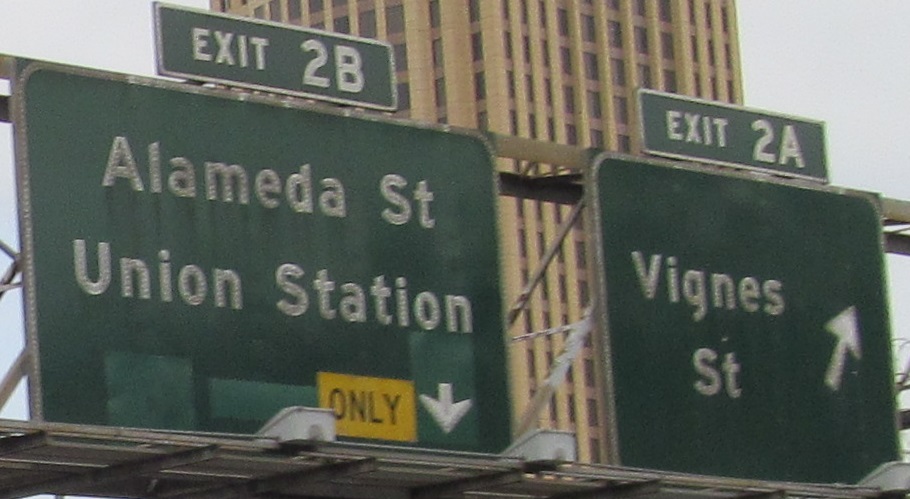 EXIT 2B
Alameda St
Union Station
ONLY
EXIT 2A
Vignes
St